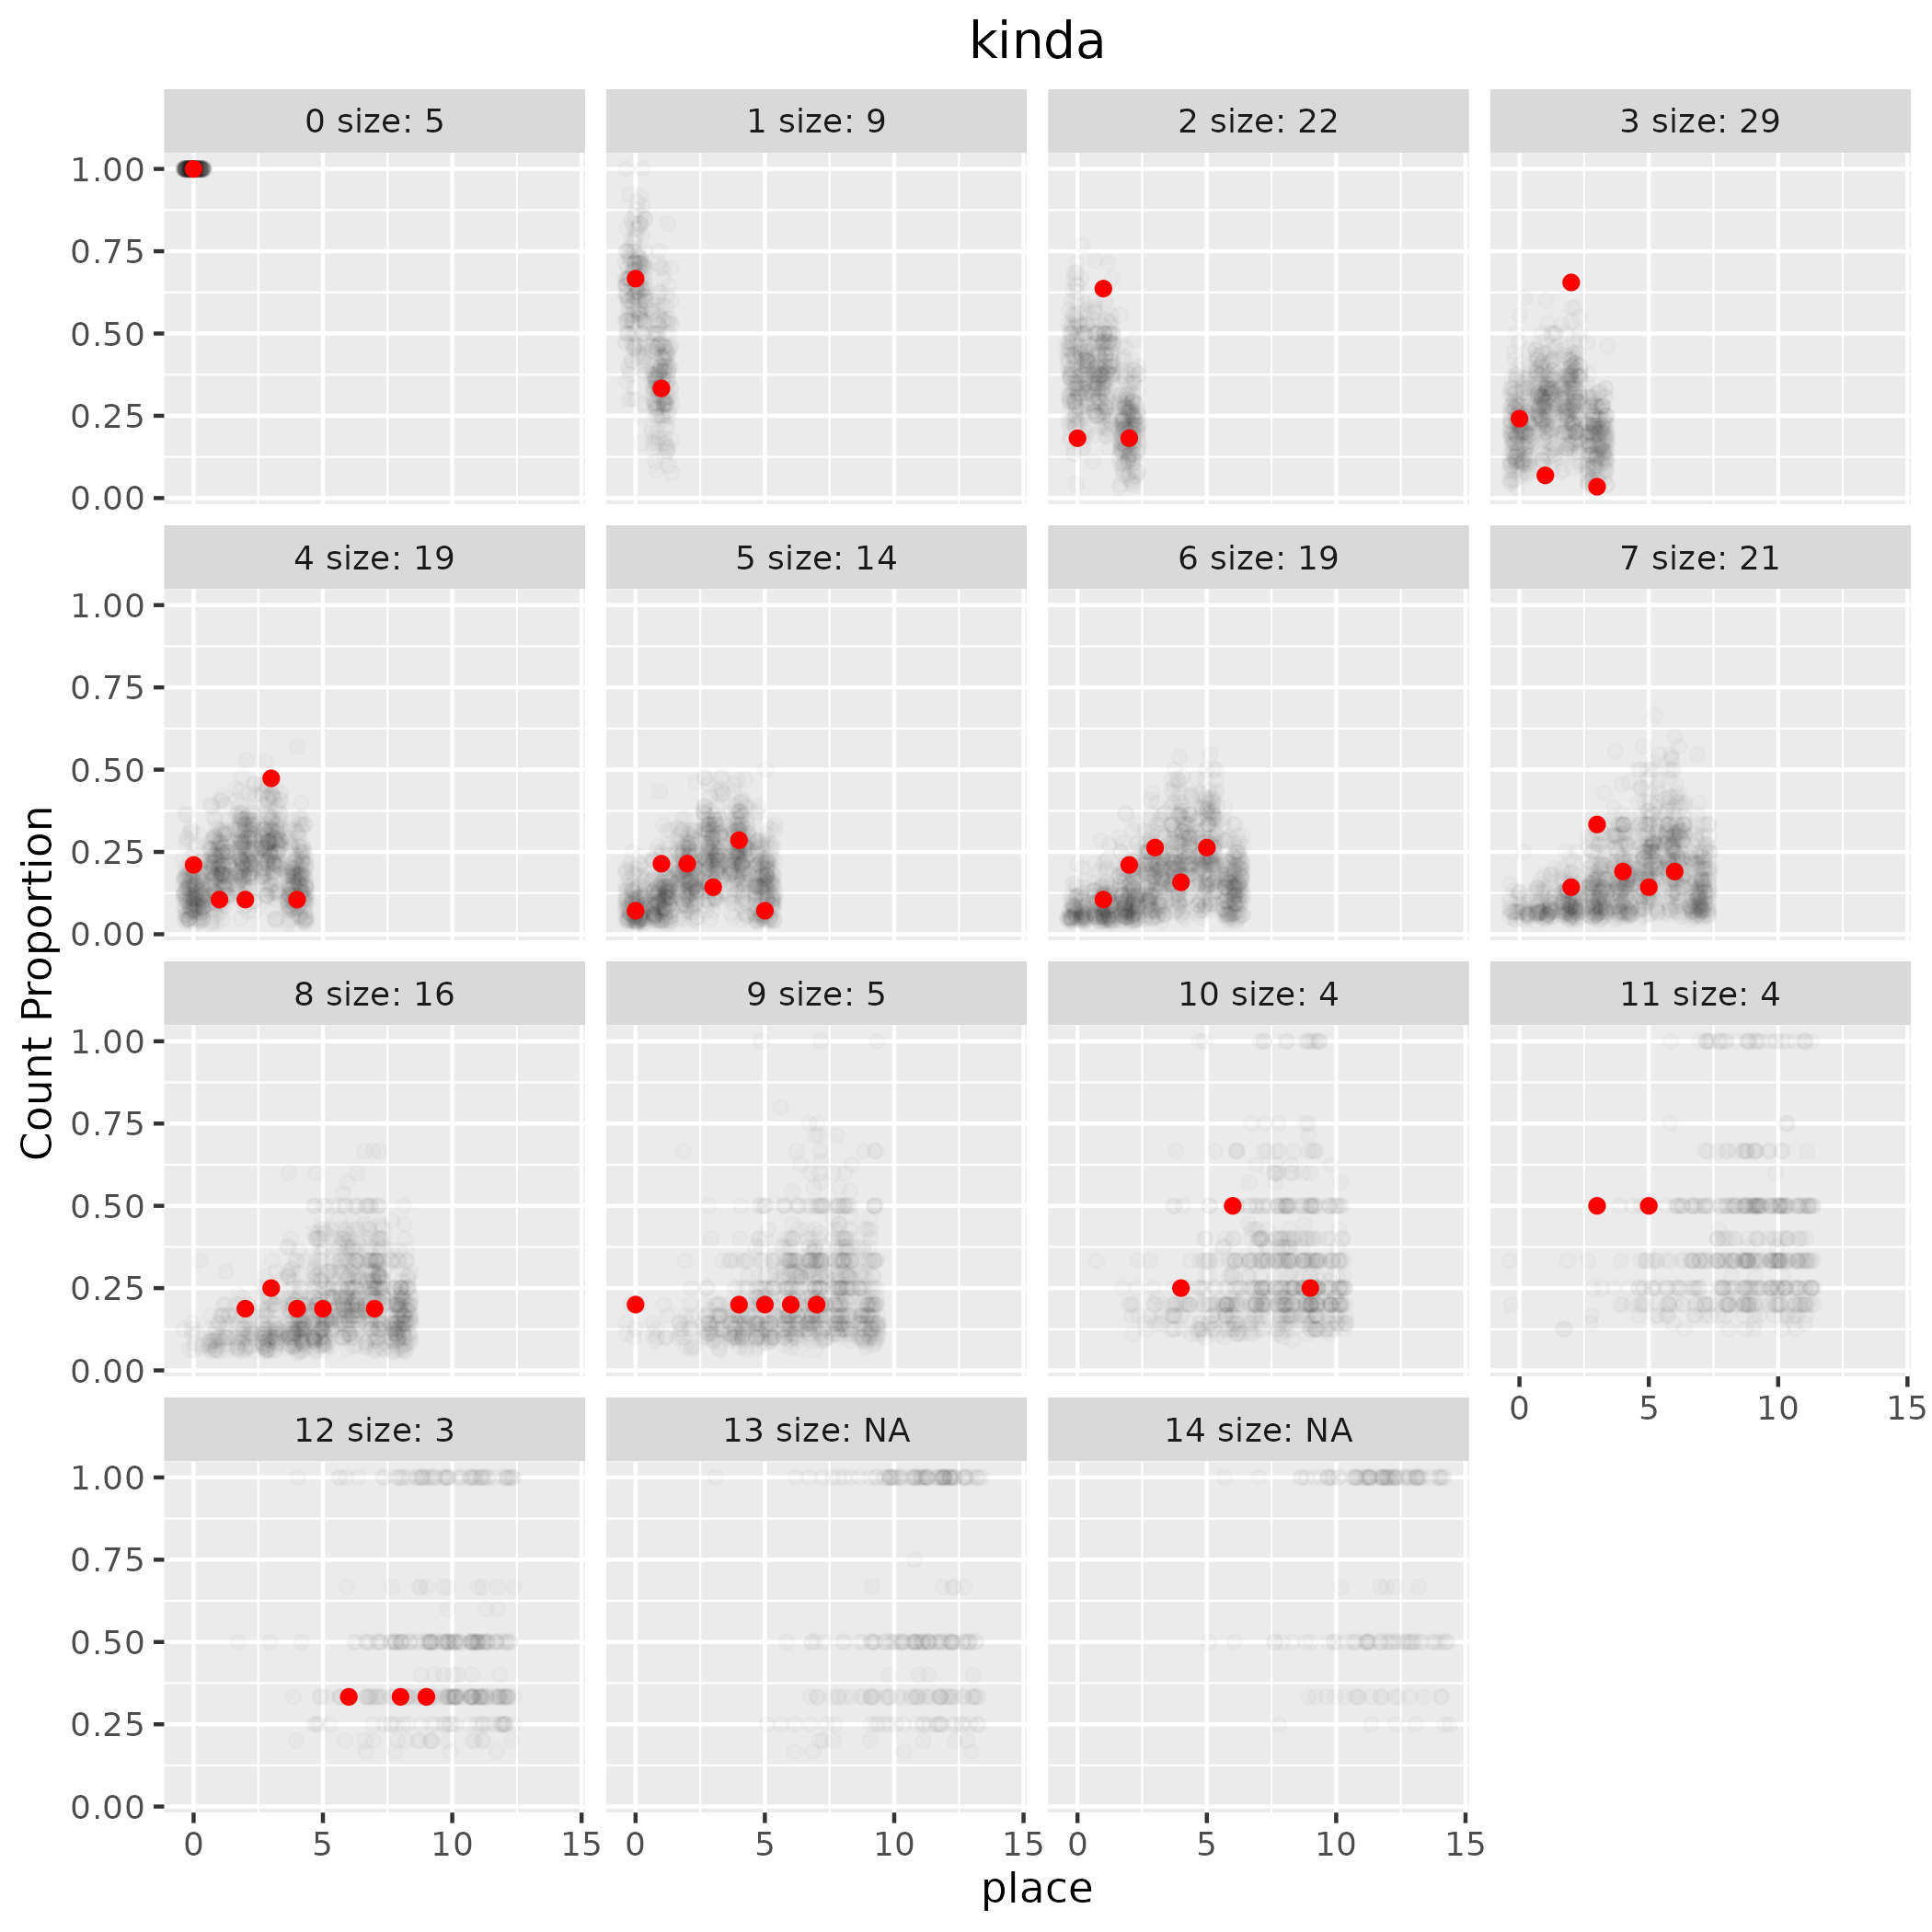 kinda
0 size: 5
1 size: 9
2 size: 22
3 size: 29
1.00
0.75
0.50
0.25
0.00
4 size: 19
5 size: 14
6 size: 19
7 size: 21
1.00
0.75
0.50
0.25
0.00
Count Proportion
8 size: 16
9 size: 5
10 size: 4
11 size: 4
1.00
0.75
0.50
0.25
0.00
0 5 10 15
12 size: 3
13 size: NA
14 size: NA
1.00
0.75
0.50
0.25
0.00
0 5 10 15
0 5 10 15
0 5 10 15
place